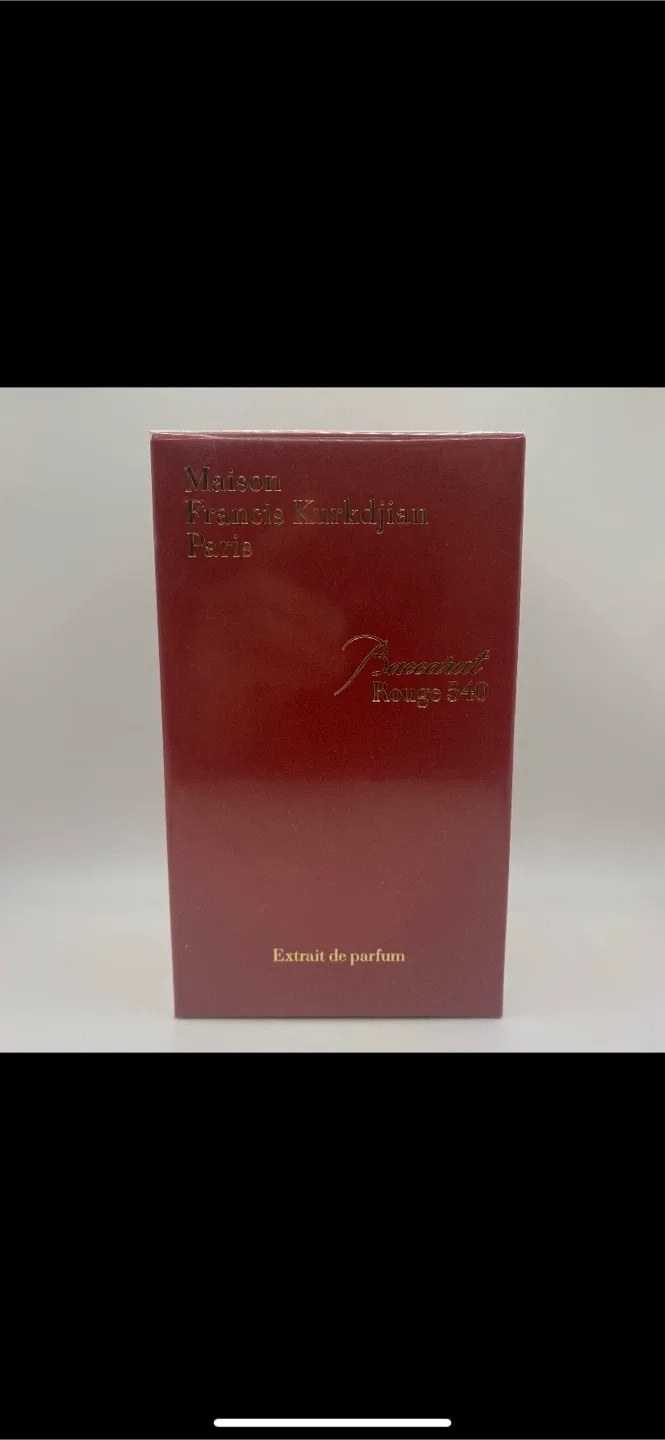 Maison
Francis Kurkdjian
Paris
Baccarat
Rouge 540
Extrait de parfum